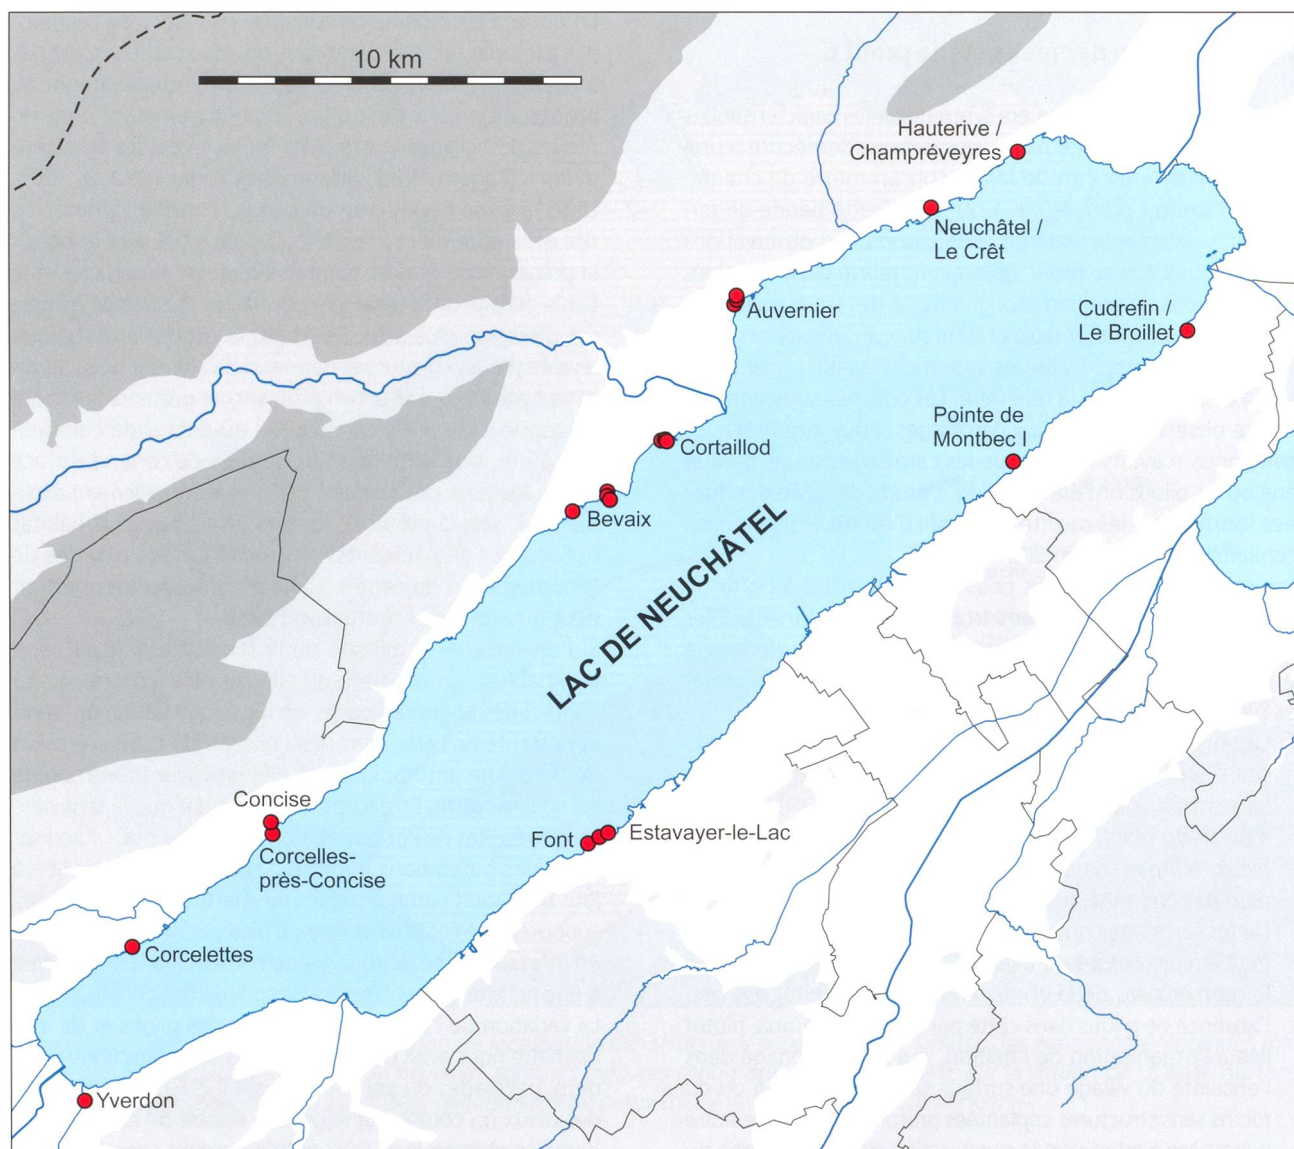 10 km
Hauterive /
Champréveyres
Neuchâtel /
Le Crêt
Auvernier
Cudrefin /
Le Broillet
Pointe de
Montbec I
Cortaillod
Bevaix
LAC DE NEUCHÂTEL
Concise
Corcelles-
près-Concise
Font
Estavayer-le-Lac
Corcelettes
Yverdon